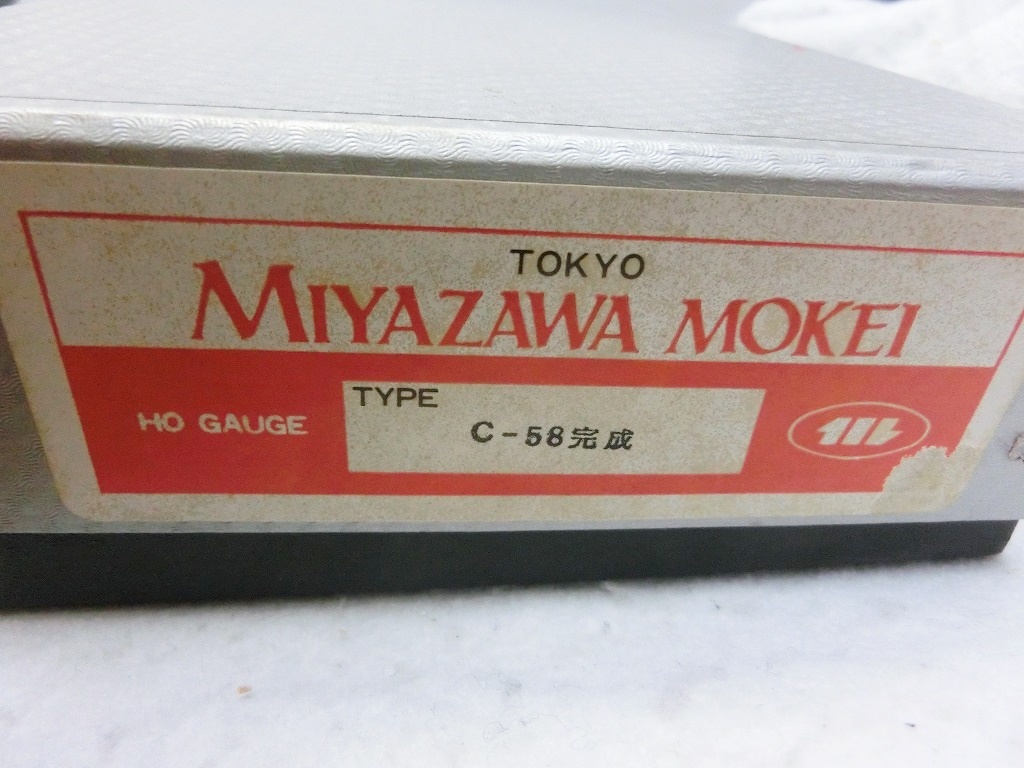 TOKYO
MIYAZAWA MOKEI
HO GAUGE
TYPE
C-58完成